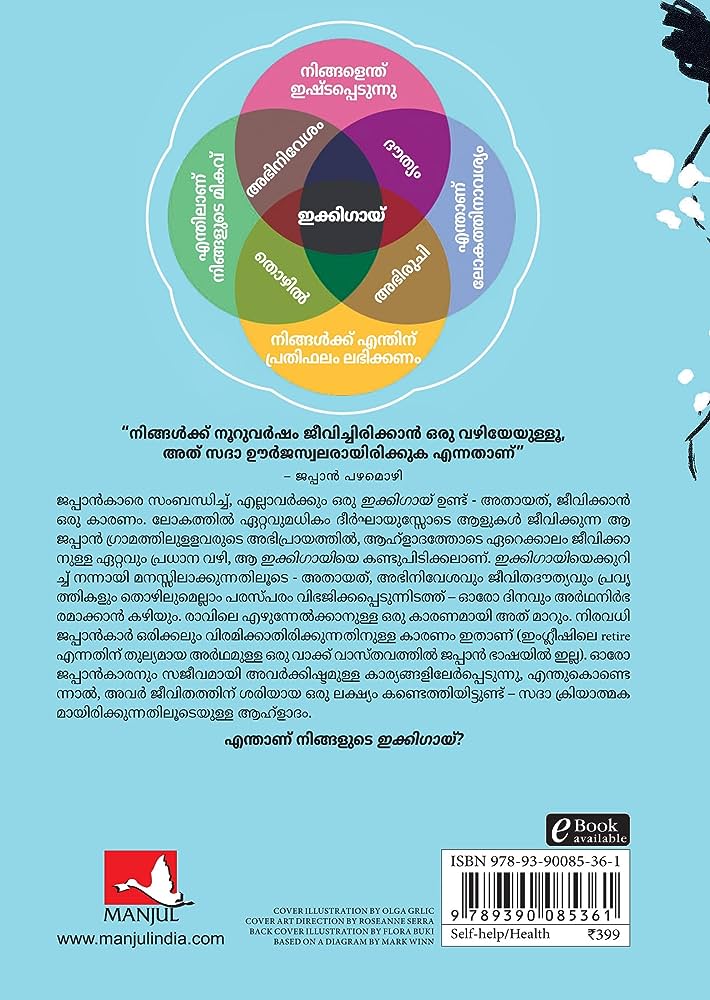 നിങ്ങളെന്ത്
ഇഷ്ടപ്പെടുന്നു
അഭിനിവേശം
ദൗത്യം
എന്തിലാണ്
നിങ്ങളുടെ മികവ്
ഇക്കിഗായ്
എന്താണ്
ലോകത്തിനാവശ്യം
തൊഴിൽ
അഭിരുചി
നിങ്ങൾക്ക് എന്തിന്
പ്രതിഫലം ലഭിക്കണം
“നിങ്ങൾക്ക് നൂറുവർഷം ജീവിച്ചിരിക്കാൻ ഒരു വഴിയേയുള്ളൂ,
അത് സദാ ഊർജസ്വലരായിരിക്കുക എന്നതാണ്”
– ജപ്പാൻ പഴമൊഴി
ജപ്പാൻകാരെ സംബന്ധിച്ച്, എല്ലാവർക്കും ഒരു ഇക്കിഗായ് ഉണ്ട് - അതായത്, ജീവിക്കാൻ
ഒരു കാരണം. ലോകത്തിൽ ഏറ്റവുമധികം ദീർഘായുസ്സോടെ ആളുകൾ ജീവിക്കുന്ന ആ
ജപ്പാൻ ഗ്രാമത്തിലുളളവരുടെ അഭിപ്രായത്തിൽ, ആഹ്ളാദത്തോടെ ഏറെക്കാലം ജീവിക്കാ
നുള്ള ഏറ്റവും പ്രധാന വഴി, ആ ഇക്കിഗായിയെ കണ്ടുപിടിക്കലാണ്. ഇക്കിഗായിയെക്കുറി
ച്ച് നന്നായി മനസ്സിലാക്കുന്നതിലൂടെ - അതായത്, അഭിനിവേശവും ജീവിതദൗത്യവും പ്രവൃ
ത്തികളും തൊഴിലുമെല്ലാം പരസ്പരം വിഭജിക്കപ്പെടുന്നിടത്ത് – ഓരോ ദിനവും അർഥനിർഭ
രമാക്കാൻ കഴിയും. രാവിലെ എഴുന്നേൽക്കാനുള്ള ഒരു കാരണമായി അത് മാറും. നിരവധി
ജപ്പാൻകാർ ഒരിക്കലും വിരമിക്കാതിരിക്കുന്നതിനുള്ള കാരണം ഇതാണ് (ഇംഗ്ലീഷിലെ retire
എന്നതിന് തുല്യമായ അർഥമുള്ള ഒരു വാക്ക് വാസ്തവത്തിൽ ജപ്പാൻ ഭാഷയിൽ ഇല്ല). ഓരോ
ജപ്പാൻകാരനും സജീവമായി അവർക്കിഷ്ടമുള്ള കാര്യങ്ങളിലേർപ്പെടുന്നു, എന്തുകൊണ്ടെ
ന്നാൽ, അവർ ജീവിതത്തിന് ശരിയായ ഒരു ലക്ഷ്യം കണ്ടെത്തിയിട്ടുണ്ട് – സദാ ക്രിയാത്മക
മായിരിക്കുന്നതിലൂടെയുള്ള ആഹ്ളാദം.
എന്താണ് നിങ്ങളുടെ ഇക്കിഗായ്?
e Book
available
MANJUL
www.manjulindia.com
COVER ILLUSTRATION BY OLGA GRLIC
COVER ART DIRECTION BY ROSEANNE SERRA
BACK COVER ILLUSTRATION BY FLORA BUKI
BASED ON A DIAGRAM BY MARK WINN
ISBN 978-93-90085-36-1
9 789390 085361
Self-help/Health ₹399